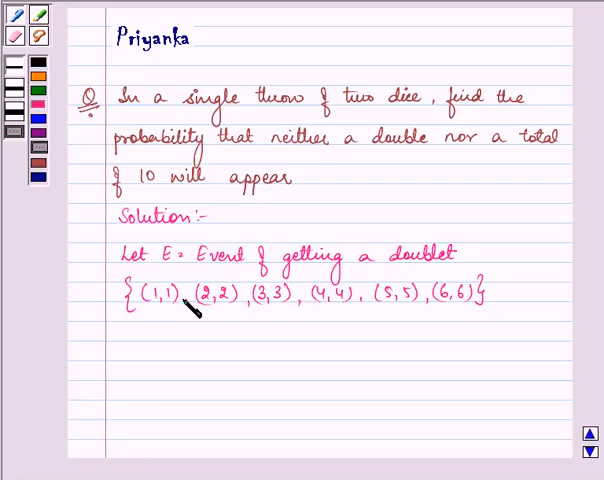 Priyanka
Q In a single throw of two dice, find the
probability that neither a double nor a total
of 10 will appear
Solution:-
Let E = Event of getting a doublet
{(1,1) (2,2), (3,3), (4,4), (5,5), (6,6)}